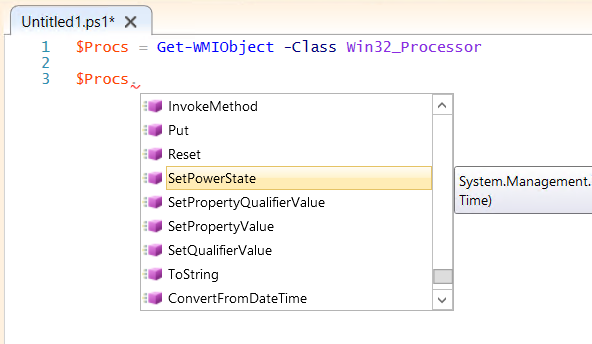 Untitled1.ps1* X
1 $Procs = Get-WMIObject -Class Win32_Processor
2
3 $Procs.
InvokeMethod
Put
Reset
SetPowerState
SetPropertyQualifierValue
SetPropertyValue
SetQualifierValue
ToString
ConvertFromDateTime
System.Management.
Time)